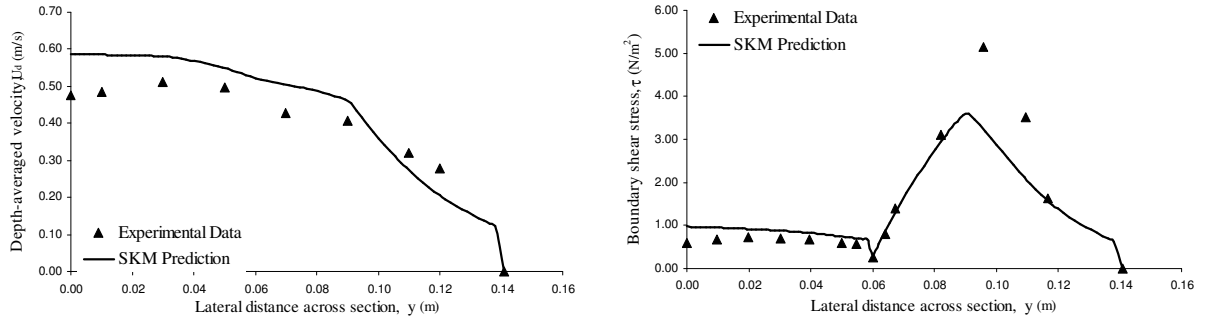 0.70
0.60
0.50
0.40
0.30
0.20
0.10
0.00
Depth-averaged velocity, Ud (m/s)
Experimental Data
SKM Prediction
0.00 0.02 0.04 0.06 0.08 0.10 0.12 0.14 0.16
Lateral distance across section, y (m)
Experimental Data
SKM Prediction
6.00
5.00
4.00
3.00
2.00
1.00
0.00
Boundary shear stress, τ (N/m²)
0.00 0.02 0.04 0.06 0.08 0.10 0.12 0.14 0.16
Lateral distance across section, y (m)